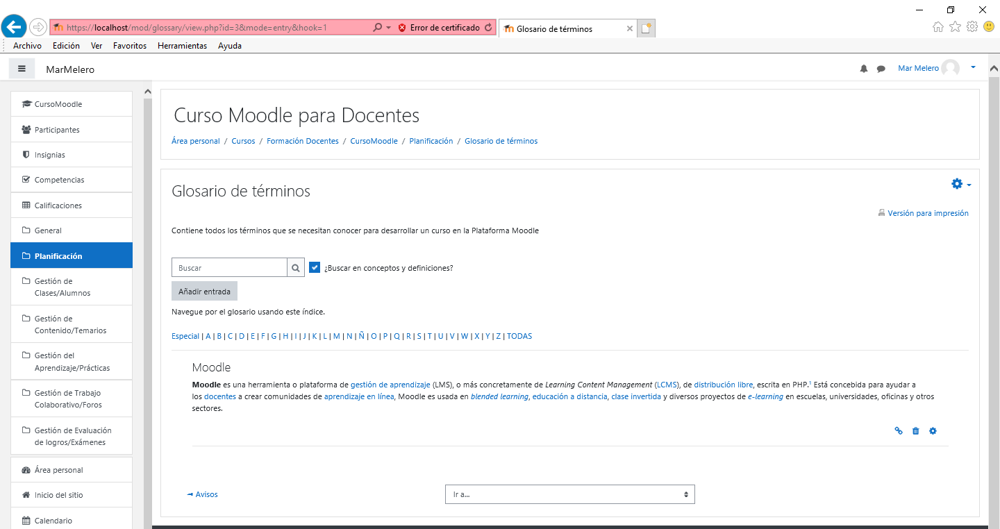 https://localhost/mod/glossary/view.php?id=3&mode=entry&hook=1
Error de certificado
Glosario de términos
Archivo Edición Ver Favoritos Herramientas Ayuda
MarMelero
Mar Melero
CursoMoodle
Participantes
Insignias
Competencias
Calificaciones
General
Planificación
Gestión de
Clases/Alumnos
Gestión de
Contenido/Temarios
Gestión del
Aprendizaje/Prácticas
Gestión de Trabajo
Colaborativo/Foros
Gestión de Evaluación
de logros/Exámenes
Área personal
Inicio del sitio
Calendario
Curso Moodle para Docentes
Área personal / Cursos / Formación Docentes / CursoMoodle / Planificación / Glosario de términos
Glosario de términos
Versión para impresión
Contiene todos los términos que se necesitan conocer para desarrollar un curso en la Plataforma Moodle
Buscar
¿Buscar en conceptos y definiciones?
Añadir entrada
Navegue por el glosario usando este índice.
Especial | A | B | C | D | E | F | G | H | I | J | K | L | M | N | Ñ | O | P | Q | R | S | T | U | V | W | X | Y | Z | TODAS
Moodle
Moodle es una herramienta o plataforma de gestión de aprendizaje (LMS), o más concretamente de Learning Content Management (LCMS), de distribución libre, escrita en PHP.³ Está concebida para ayudar a
los docentes a crear comunidades de aprendizaje en línea, Moodle es usada en blended learning, educación a distancia, clase invertida y diversos proyectos de e-learning en escuelas, universidades, oficinas y otros
sectores.
◄ Avisos
Ir a...